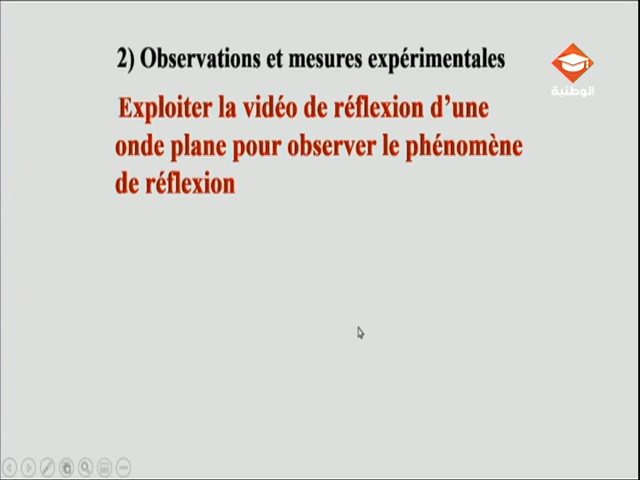 2) Observations et mesures expérimentales
الوطنية
Exploiter la vidéo de réflexion d’une
onde plane pour observer le phénomène
de réflexion